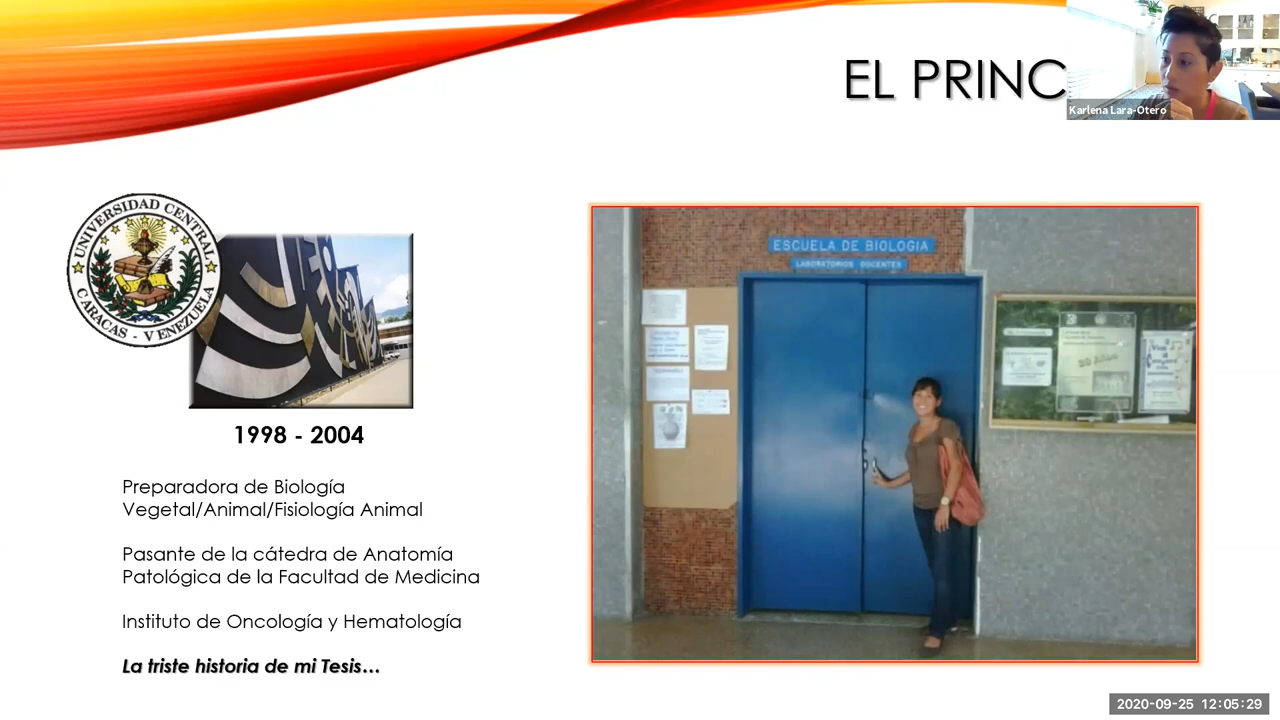 EL PRINC
Karlena Lara-Otero
UNIVERSIDAD CENTRAL
CARACAS - VENEZUELA
1998 - 2004
Preparadora de Biología
Vegetal/Animal/Fisiología Animal
Pasante de la cátedra de Anatomía
Patológica de la Facultad de Medicina
Instituto de Oncología y Hematología
La triste historia de mi Tesis...
ESCUELA DE BIOLOGIA
LABORATORIOS DOCENTES
2020-09-25 12:05:29